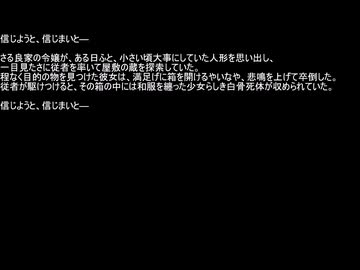 信じようと、信じまいと―
さる良家の令嬢が、ある日ふと、小さい頃大事にしていた人形を思い出し、
一目見たさに従者を率いて屋敷の蔵を探索していた。
程なく目的の物を見つけた彼女は、満足げに箱を開けるやいなや、悲鳴を上げて卒倒した。
従者が駆けつけると、その箱の中には和服を纏った少女らしき白骨死体が収められていた。
信じようと、信じまいと―